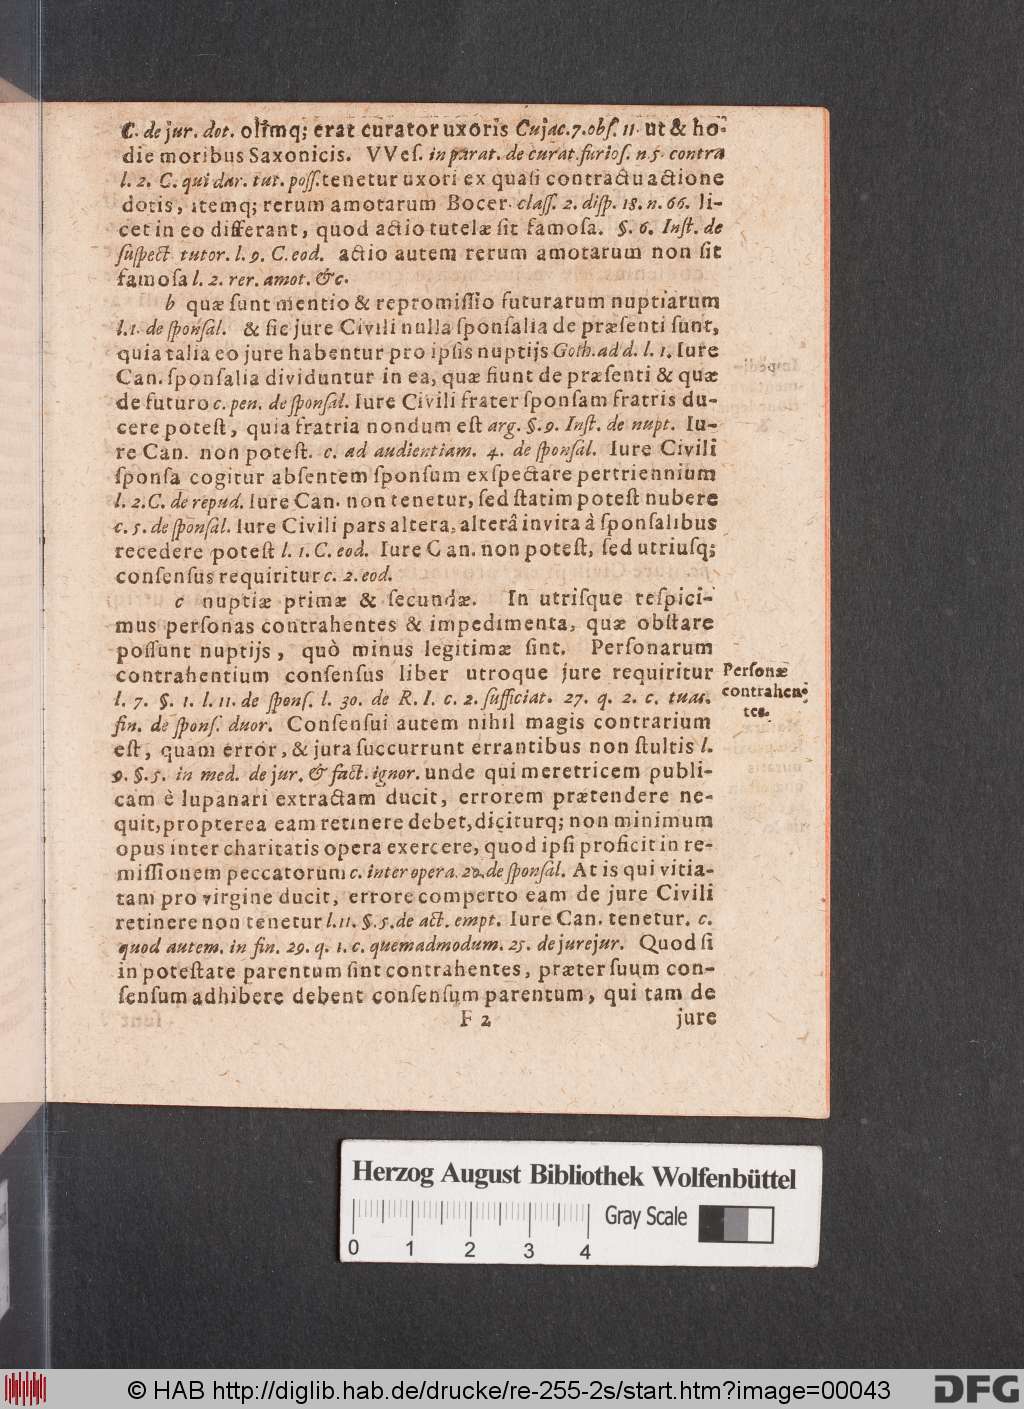 C. de jur. dot. olimq; erat curator uxoris Cujac. 7. obſ. 11. ut & ho-
die moribus Saxonicis. VVeſ. in parat. de curat. furioſ. n. 5. contra
l. 2. C. qui dar. tut. poſſ. tenetur uxori ex quaſi contractu actione
dotis, itemq; rerum amotarum Bocer. claſſ. 2. diſp. 18. n. 66. li-
cet in eo differant, quod actio tutelæ ſit famoſa. §. 6. Inſt. de
ſuſpect. tutor. l. 9. C. eod. actio autem rerum amotarum non ſit
famoſa l. 2. rer. amot. &c.
b quæ ſunt mentio & repromiſſio futurarum nuptiarum
l. 1. de ſponſal. & ſic jure Civili nulla ſponſalia de præſenti ſunt,
quia talia eo jure habentur pro ipſis nuptijs Goth. ad d. l. 1. Iure
Can. ſponſalia dividuntur in ea, quæ fiunt de præſenti & quæ
de futuro c. pen. de ſponſal. Iure Civili frater ſponſam fratris du-
cere poteſt, quia fratria nondum eſt arg. §. 9. Inſt. de nupt. Iu-
re Can. non poteſt. c. ad audientiam. 4. de ſponſal. Iure Civili
ſponſa cogitur abſentem ſponſum exſpectare per triennium
l. 2. C. de repud. Iure Can. non tenetur, ſed ſtatim poteſt nubere
c. 5. de ſponſal. Iure Civili pars altera, alterâ invita à ſponſalibus
recedere poteſt l. 1. C. eod. Iure Can. non poteſt, ſed utriuſq;
conſenſus requiritur c. 2. eod.
c nuptiæ primæ & ſecundæ. In utriſque reſpici-
mus perſonas contrahentes & impedimenta, quæ obſtare
poſſunt nuptijs, quò minus legitimæ ſint. Perſonarum
contrahentium conſenſus liber utroque jure requiritur
l. 7. §. 1. l. 11. de ſponſ. l. 30. de R. I. c. 2. ſufficiat. 27. q. 2. c. tuas.
fin. de ſponſ. duor. Conſenſui autem nihil magis contrarium
eſt, quam error, & jura ſuccurrunt errantibus non ſtultis l.
9. §. 5. in med. de jur. & fact. ignor. unde qui meretricem publi-
cam è lupanari extractam ducit, errorem prætendere ne-
quit, propterea eam retinere debet, diciturq; non minimum
opus inter charitatis opera exercere, quod ipſi proficit in re-
miſſionem peccatorum c. inter opera. 20. de ſponſal. At is qui vitia-
tam pro virgine ducit, errore comperto eam de jure Civili
retinere non tenetur l. 11. §. 5. de act. empt. Iure Can. tenetur. c.
quod autem. in fin. 29. q. 1. c. quemadmodum. 25. de jurejur. Quod ſi
in poteſtate parentum ſint contrahentes, præter ſuum con-
ſenſum adhibere debent conſenſum parentum, qui tam de
F 2 jure
Perſonæ
contrahen-
tes.
Herzog August Bibliothek Wolfenbüttel
Gray Scale
0 1 2 3 4
© HAB http://diglib.hab.de/drucke/re-255-2s/start.htm?image=00043
DFG